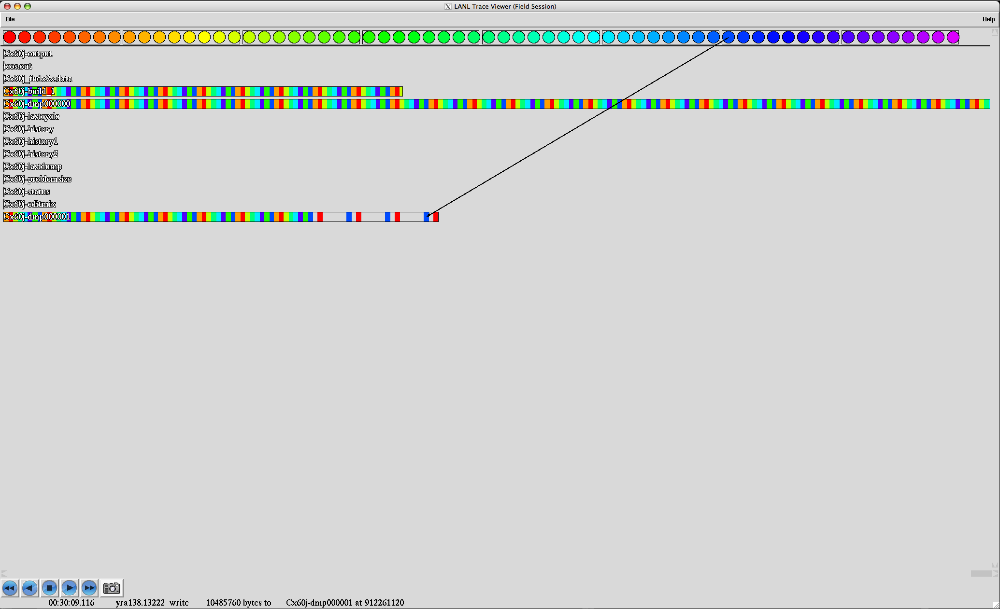 LANL Trace Viewer (Field Session)
File Help
Cx60j-output
teos.out
Cx90j_fndx2x.data
Cx60j-build_1
Cx60j-dmp000000
Cx60j-lastcycle
Cx60j-history
Cx60j-history1
Cx60j-history2
Cx60j-lastdump
Cx60j-problemsize
Cx60j-status
Cx60j-editmix
Cx60j-dmp000001
00:30:09.116 yra138.13222 write 10485760 bytes to Cx60j-dmp000001 at 912261120